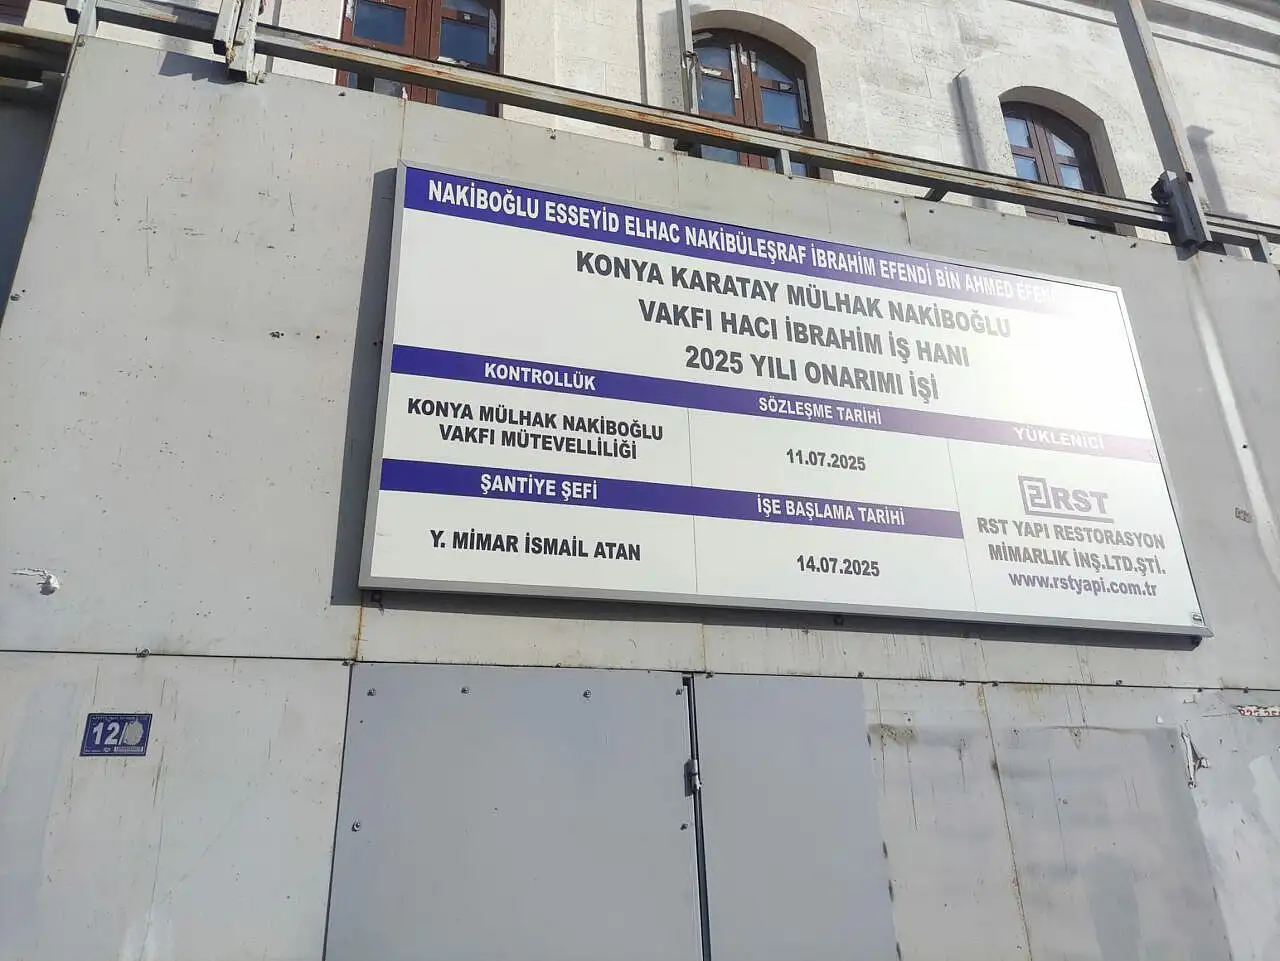 NAKİBOĞLU ESSEYİD ELHAC NAKİBÜLEŞRAF İBRAHİM EFENDİ BİN AHMED
KONYA KARATAY MÜLHAK NAKİBOĞLU
VAKFI HACI İBRAHİM İŞ HANI
2025 YILI ONARIMI İŞİ
KONTROLLÜK
KONYA MÜLHAK NAKİBOĞLU
VAKFI MÜTEVELLİLİĞİ
ŞANTİYE ŞEFİ
Y. MİMAR İSMAİL ATAN
SÖZLEŞME TARİHİ
11.07.2025
İŞE BAŞLAMA TARİHİ
14.07.2025
YÜKLENİCİ
RST
RST YAPI RESTORASYON
MİMARLIK İNŞ.LTD.ŞTİ.
www.rstyapi.com.tr